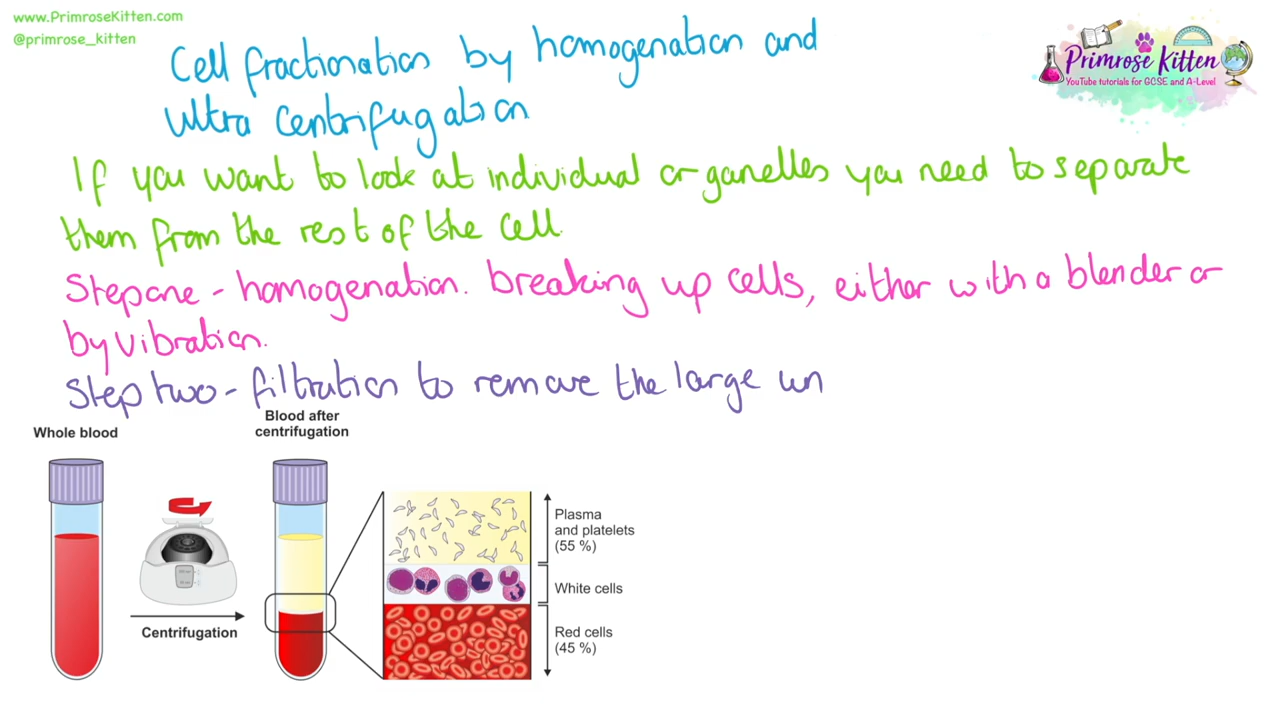 www.PrimroseKitten.com
@primrose_kitten
Primrose Kitten
YouTube tutorials for GCSE and A-Level
Cell fractionation by homogenation and
ultra centrifugation
If you want to look at individual organelles you need to separate
them from the rest of the cell.
Step one - homogenation. breaking up cells, either with a blender or
by vibration.
Step two - filtration to remove the large un
Whole blood
Blood after
centrifugation
Centrifugation
Plasma
and platelets
(55 %)
White cells
Red cells
(45 %)